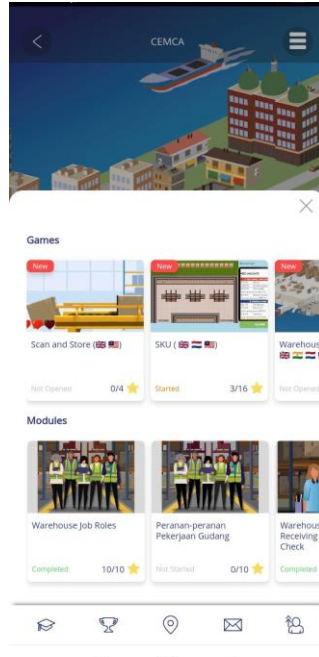 CEMCA
Games
New
New
New
Scan and Store (🇬🇧 🇲🇾)
SKU ( 🇬🇧 🇳🇱 🇲🇾)
Warehous
Not Opened
0/4
Started
3/16
Not Opened
Modules
Warehouse Job Roles
Peranan-peranan
Pekerjaan Gudang
Warehous
Receiving
Check
Completed
10/10
Not Started
0/10
Completed